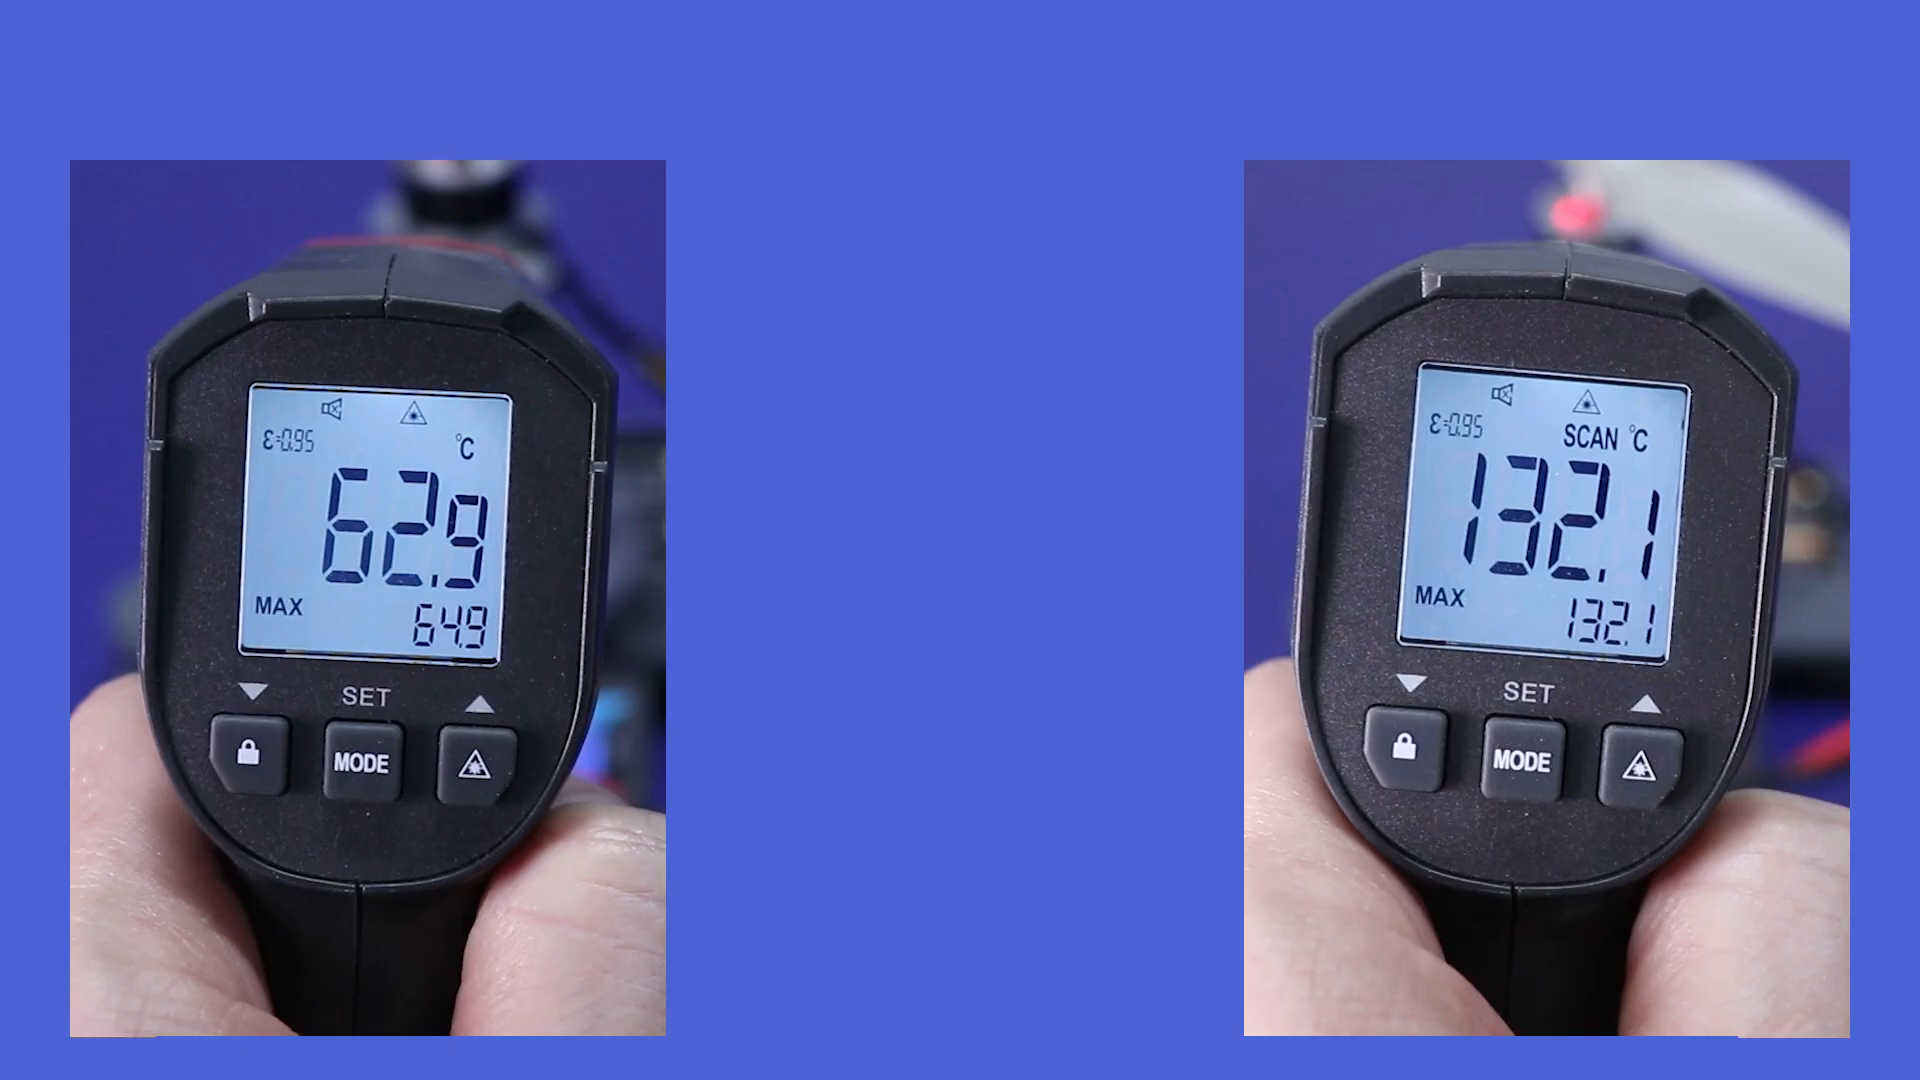 ε=0.95
°C
62.9
MAX
64.9
SET
MODE
ε=0.95
SCAN °C
132.1
MAX
132.1
SET
MODE